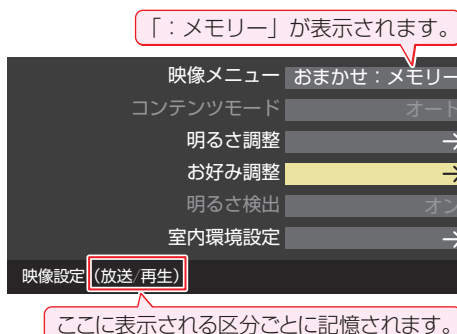 「：メモリー」が表示されます。
映像メニュー おまかせ：メモリー
コンテンツモード オート
明るさ調整 →
お好み調整 →
明るさ検出 オン
室内環境設定 →
映像設定（放送/再生）
ここに表示される区分ごとに記憶されます。